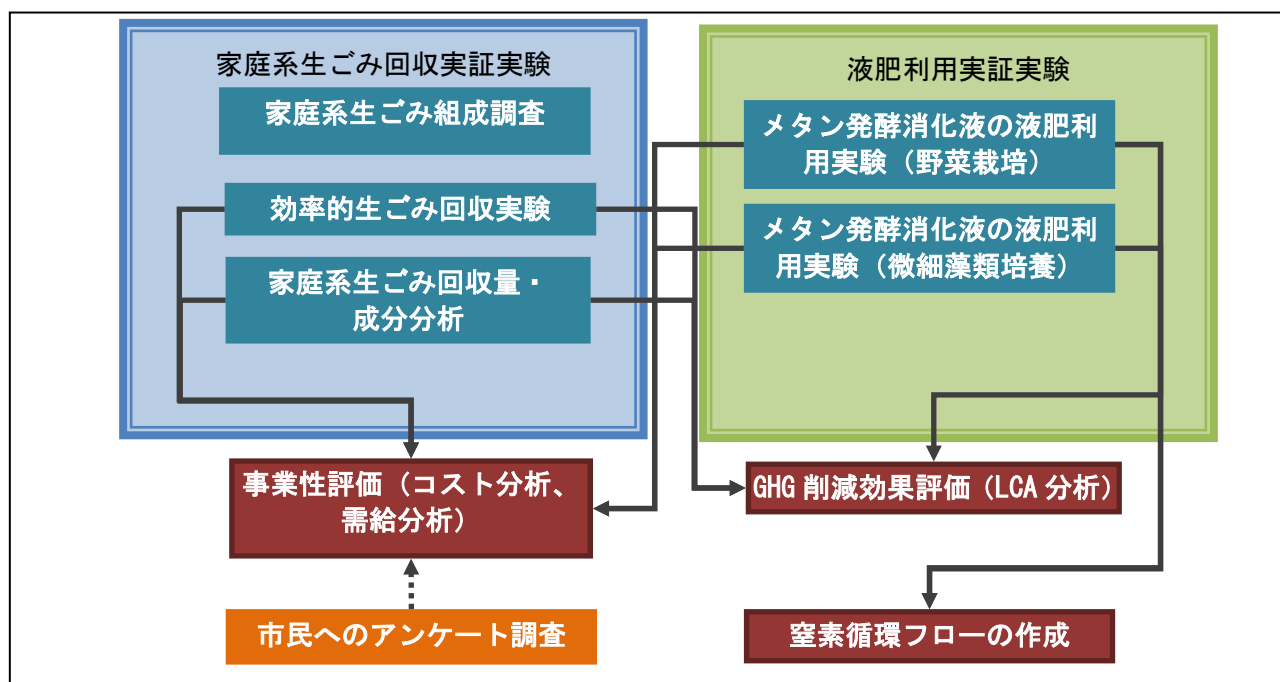 家庭系生ごみ回収実証実験
家庭系生ごみ組成調査
効率的生ごみ回収実験
家庭系生ごみ回収量・
成分分析
液肥利用実証実験
メタン発酵消化液の液肥利
用実験（野菜栽培）
メタン発酵消化液の液肥利
用実験（微細藻類培養）
事業性評価（コスト分析、
需給分析）
GHG 削減効果評価（LCA 分析）
市民へのアンケート調査
窒素循環フローの作成